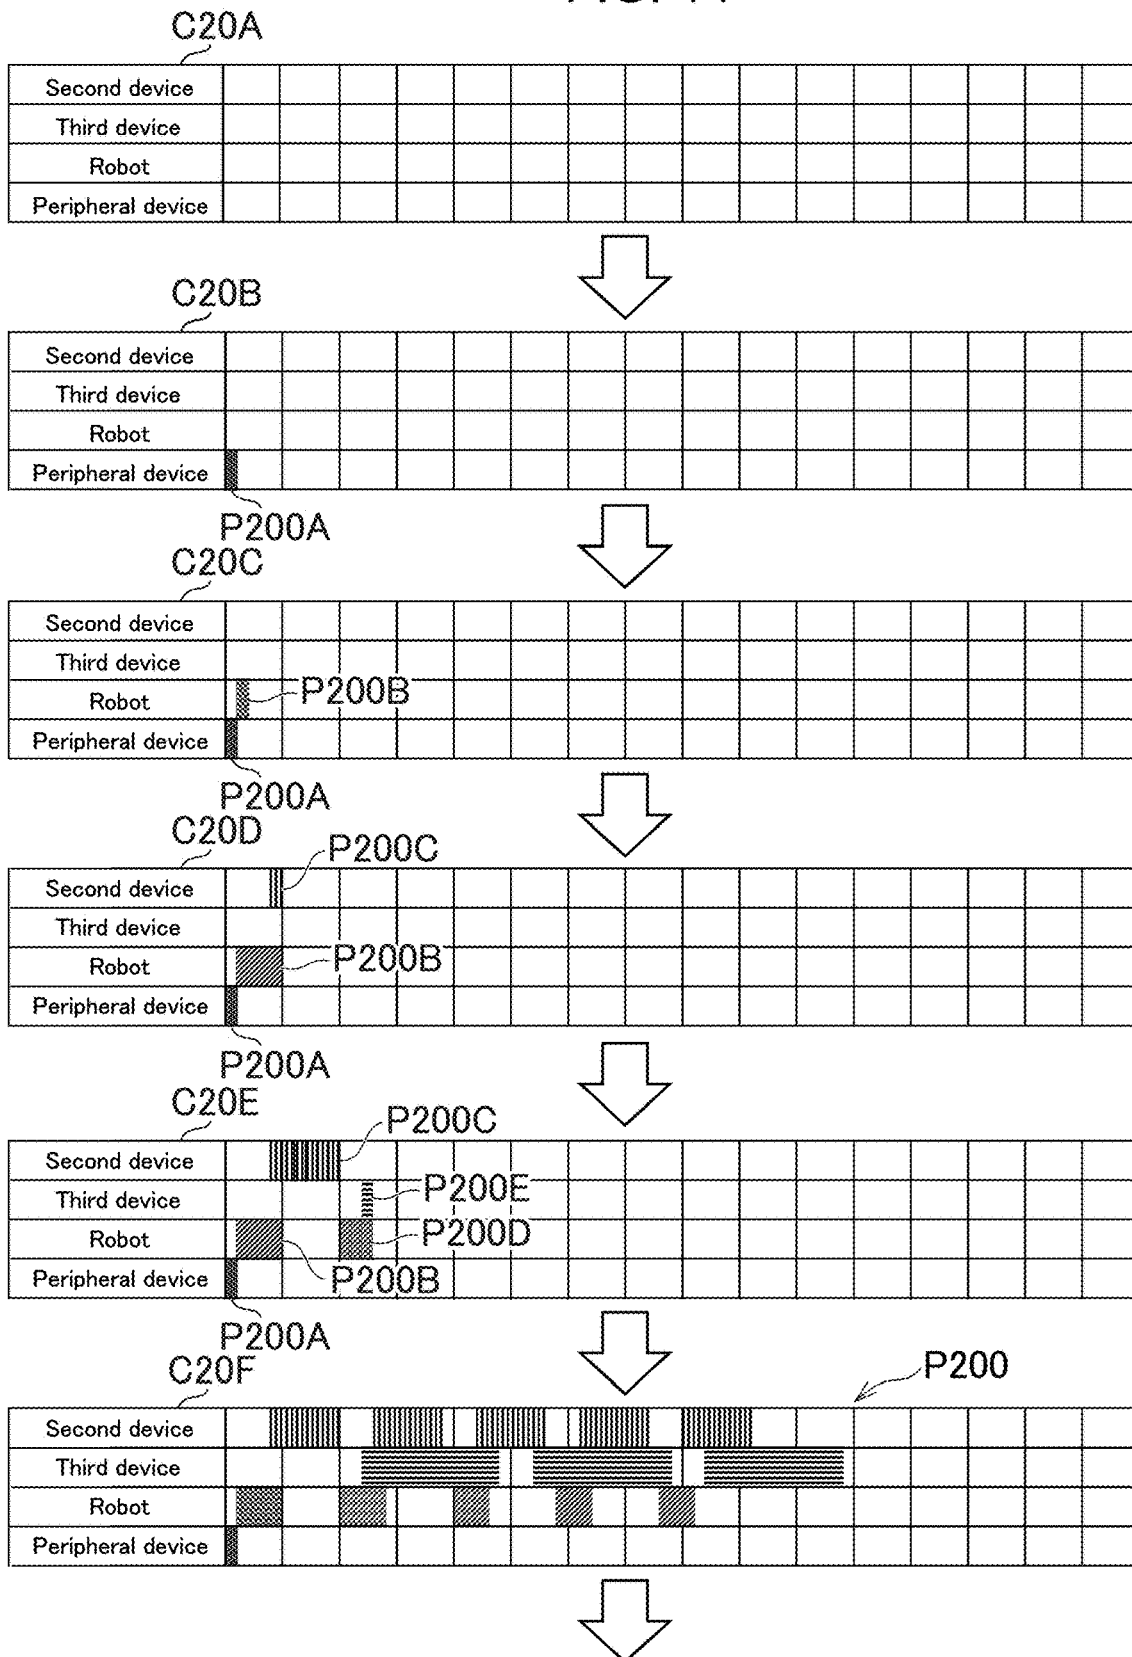 C20A
Second device
Third device
Robot
Peripheral device
C20B
Second device
Third device
Robot
Peripheral device
P200A
C20C
Second device
Third device
Robot P200B
Peripheral device
P200A
C20D
P200C
Second device
Third device
Robot P200B
Peripheral device
P200A
C20E
P200C
Second device
Third device P200E
Robot P200D
Peripheral device P200B
P200A
C20F
P200
Second device
Third device
Robot
Peripheral device